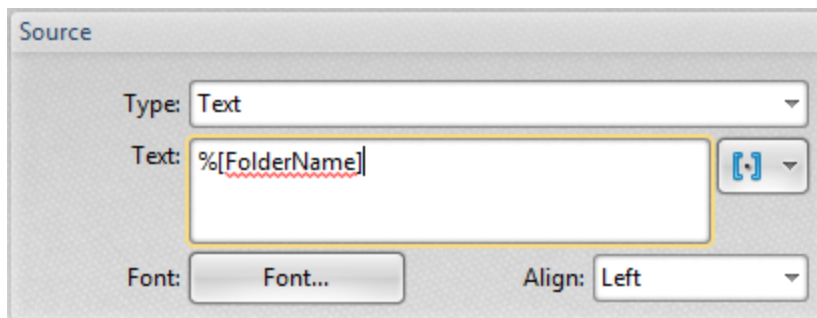 Source
Type: Text
Text: %[FolderName]
Font: Font... Align: Left